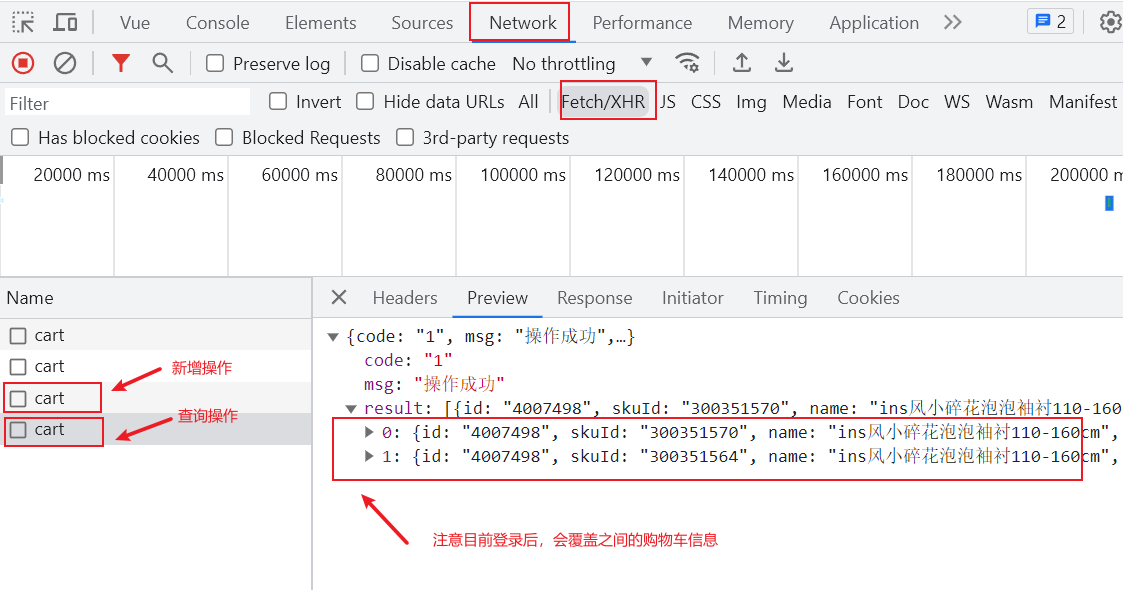 Vue Console Elements Sources Network Performance Memory Application 2
Preserve log Disable cache No throttling
Filter Invert Hide data URLs All Fetch/XHR JS CSS Img Media Font Doc WS Wasm Manifest
Has blocked cookies Blocked Requests 3rd-party requests
20000 ms 40000 ms 60000 ms 80000 ms 100000 ms 120000 ms 140000 ms 160000 ms 180000 ms 200000 m
Name Headers Preview Response Initiator Timing Cookies
cart
cart
cart
cart
新增操作
查询操作
{code: "1", msg: "操作成功",…}
code: "1"
msg: "操作成功"
result: [{id: "4007498", skuId: "300351570", name: "ins风小碎花泡泡袖衬110-160
0: {id: "4007498", skuId: "300351570", name: "ins风小碎花泡泡袖衬110-160cm",
1: {id: "4007498", skuId: "300351564", name: "ins风小碎花泡泡袖衬110-160cm",
注意目前登录后，会覆盖之间的购物车信息